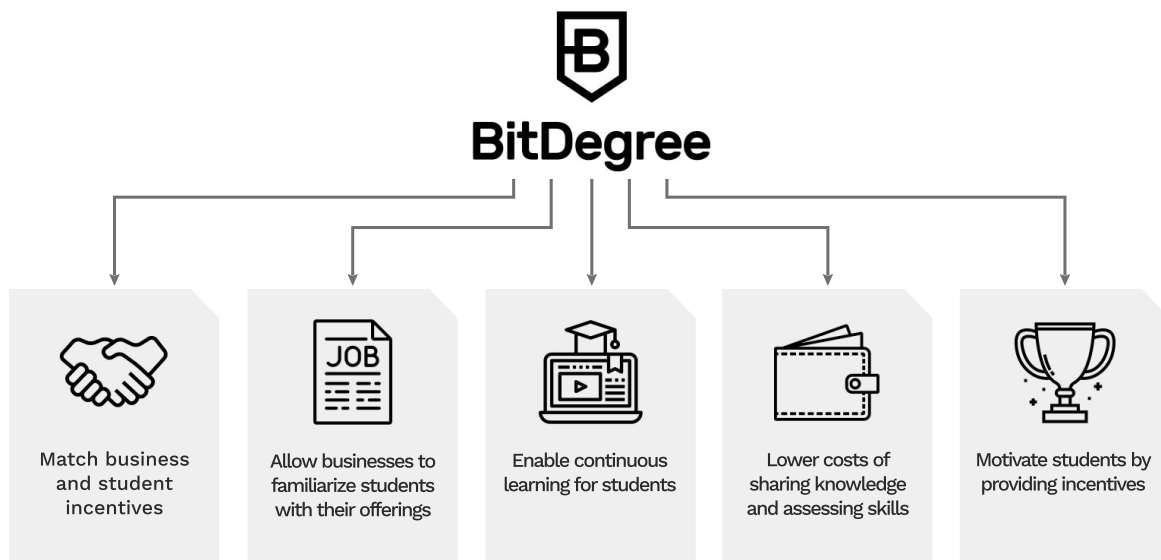 B
BitDegree
JOB
Match business
and student
incentives
Allow businesses to
familiarize students
with their offerings
Enable continuous
learning for students
Lower costs of
sharing knowledge
and assessing skills
Motivate students by
providing incentives